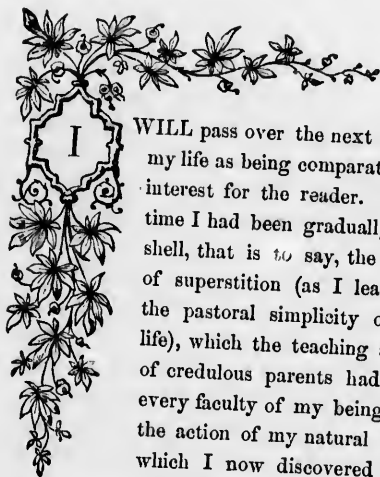 I WILL pass over the next
my life as being comparat
interest for the reader.
time I had been gradually
shell, that is to say, the
of superstition (as I lea
the pastoral simplicity o
life), which the teaching
of credulous parents had
every faculty of my being
the action of my natural
which I now discovered